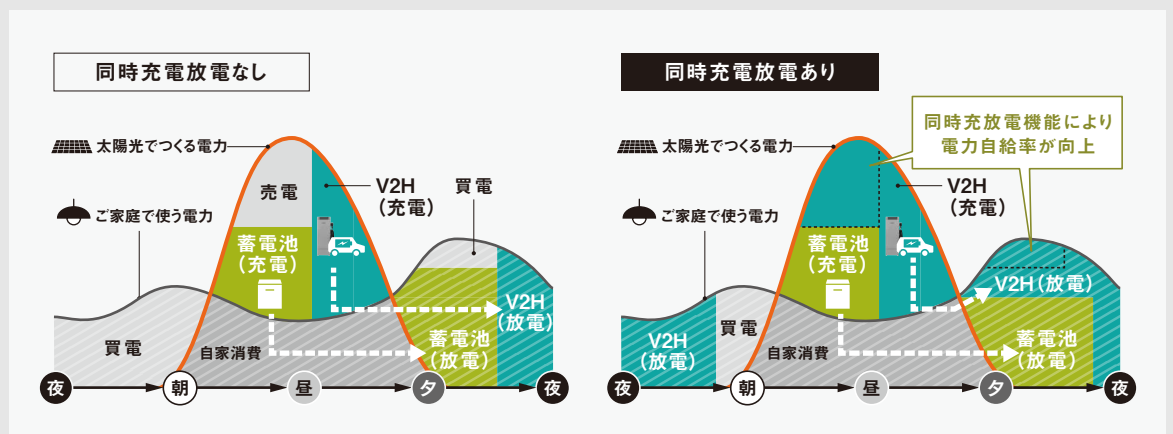 同時充電放電なし
太陽光でつくる電力
ご家庭で使う電力
売電
V2H
（充電）
買電
蓄電池
（充電）
V2H
（放電）
買電
自家消費
蓄電池
（放電）
夜
朝
昼
夕
夜
同時充電放電あり
同時充放電機能により
電力自給率が向上
太陽光でつくる電力
ご家庭で使う電力
V2H
（充電）
蓄電池
（充電）
V2H（放電）
V2H
（放電）
買電
自家消費
蓄電池
（放電）
夜
朝
昼
夕
夜